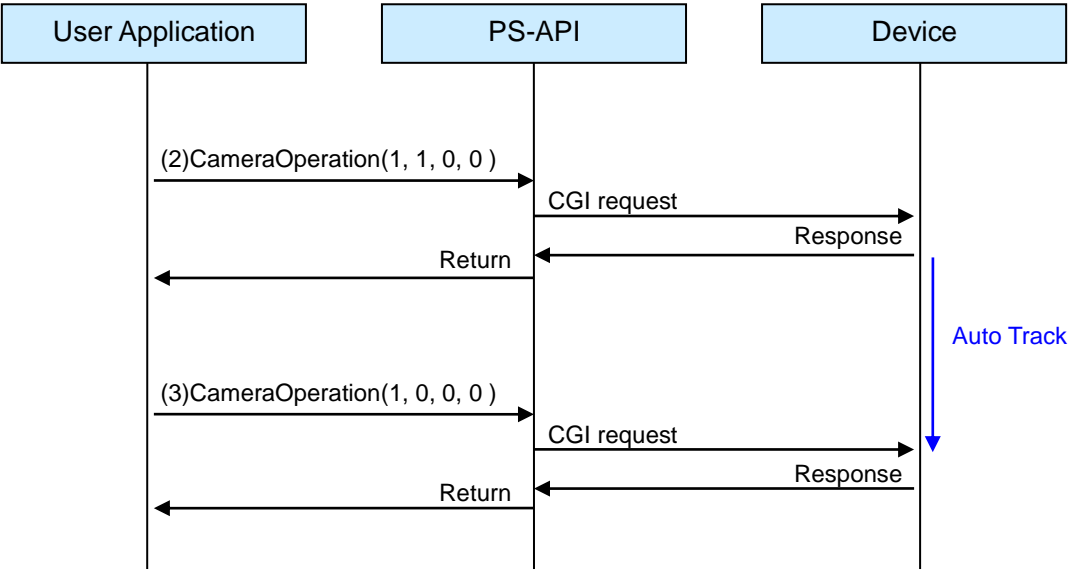 User Application
PS-API
Device
(2)CameraOperation(1, 1, 0, 0 )
CGI request
Response
Return
Auto Track
(3)CameraOperation(1, 0, 0, 0 )
CGI request
Response
Return